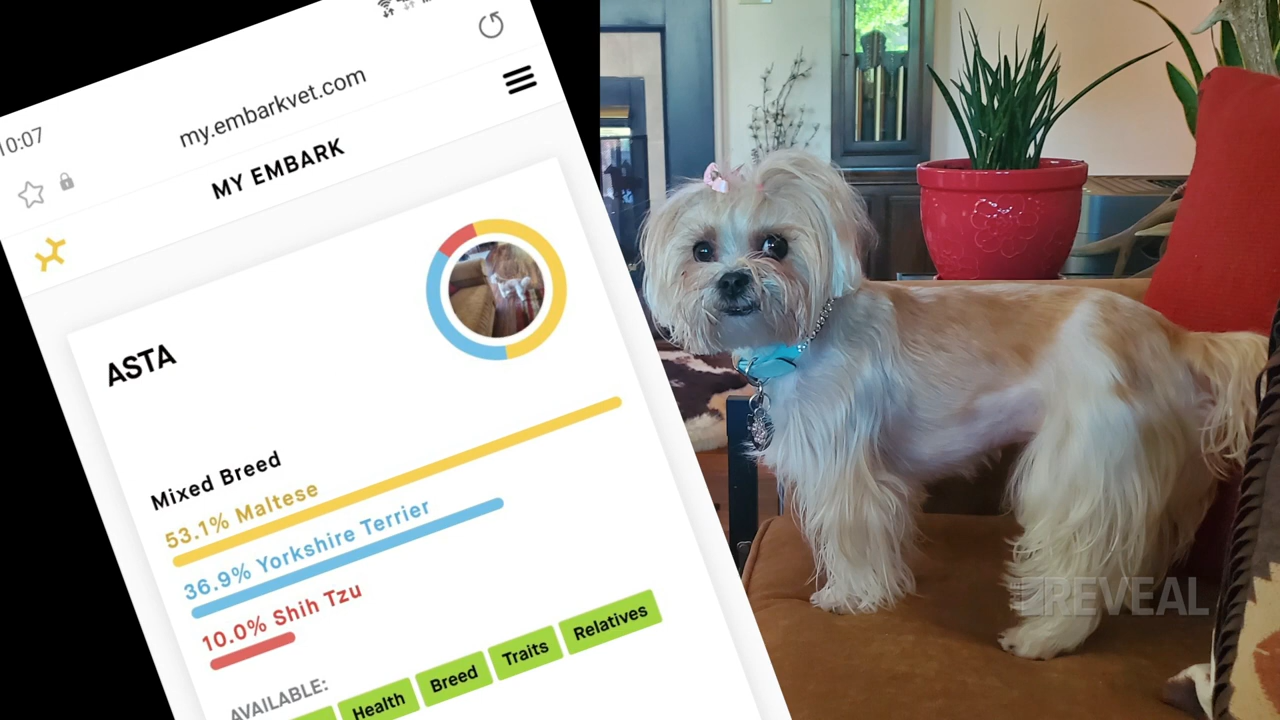 10:07
my.embarkvet.com
MY EMBARK
ASTA
Mixed Breed
53.1% Maltese
36.9% Yorkshire Terrier
10.0% Shih Tzu
AVAILABLE:
Health
Breed
Traits
Relatives
REVEAL